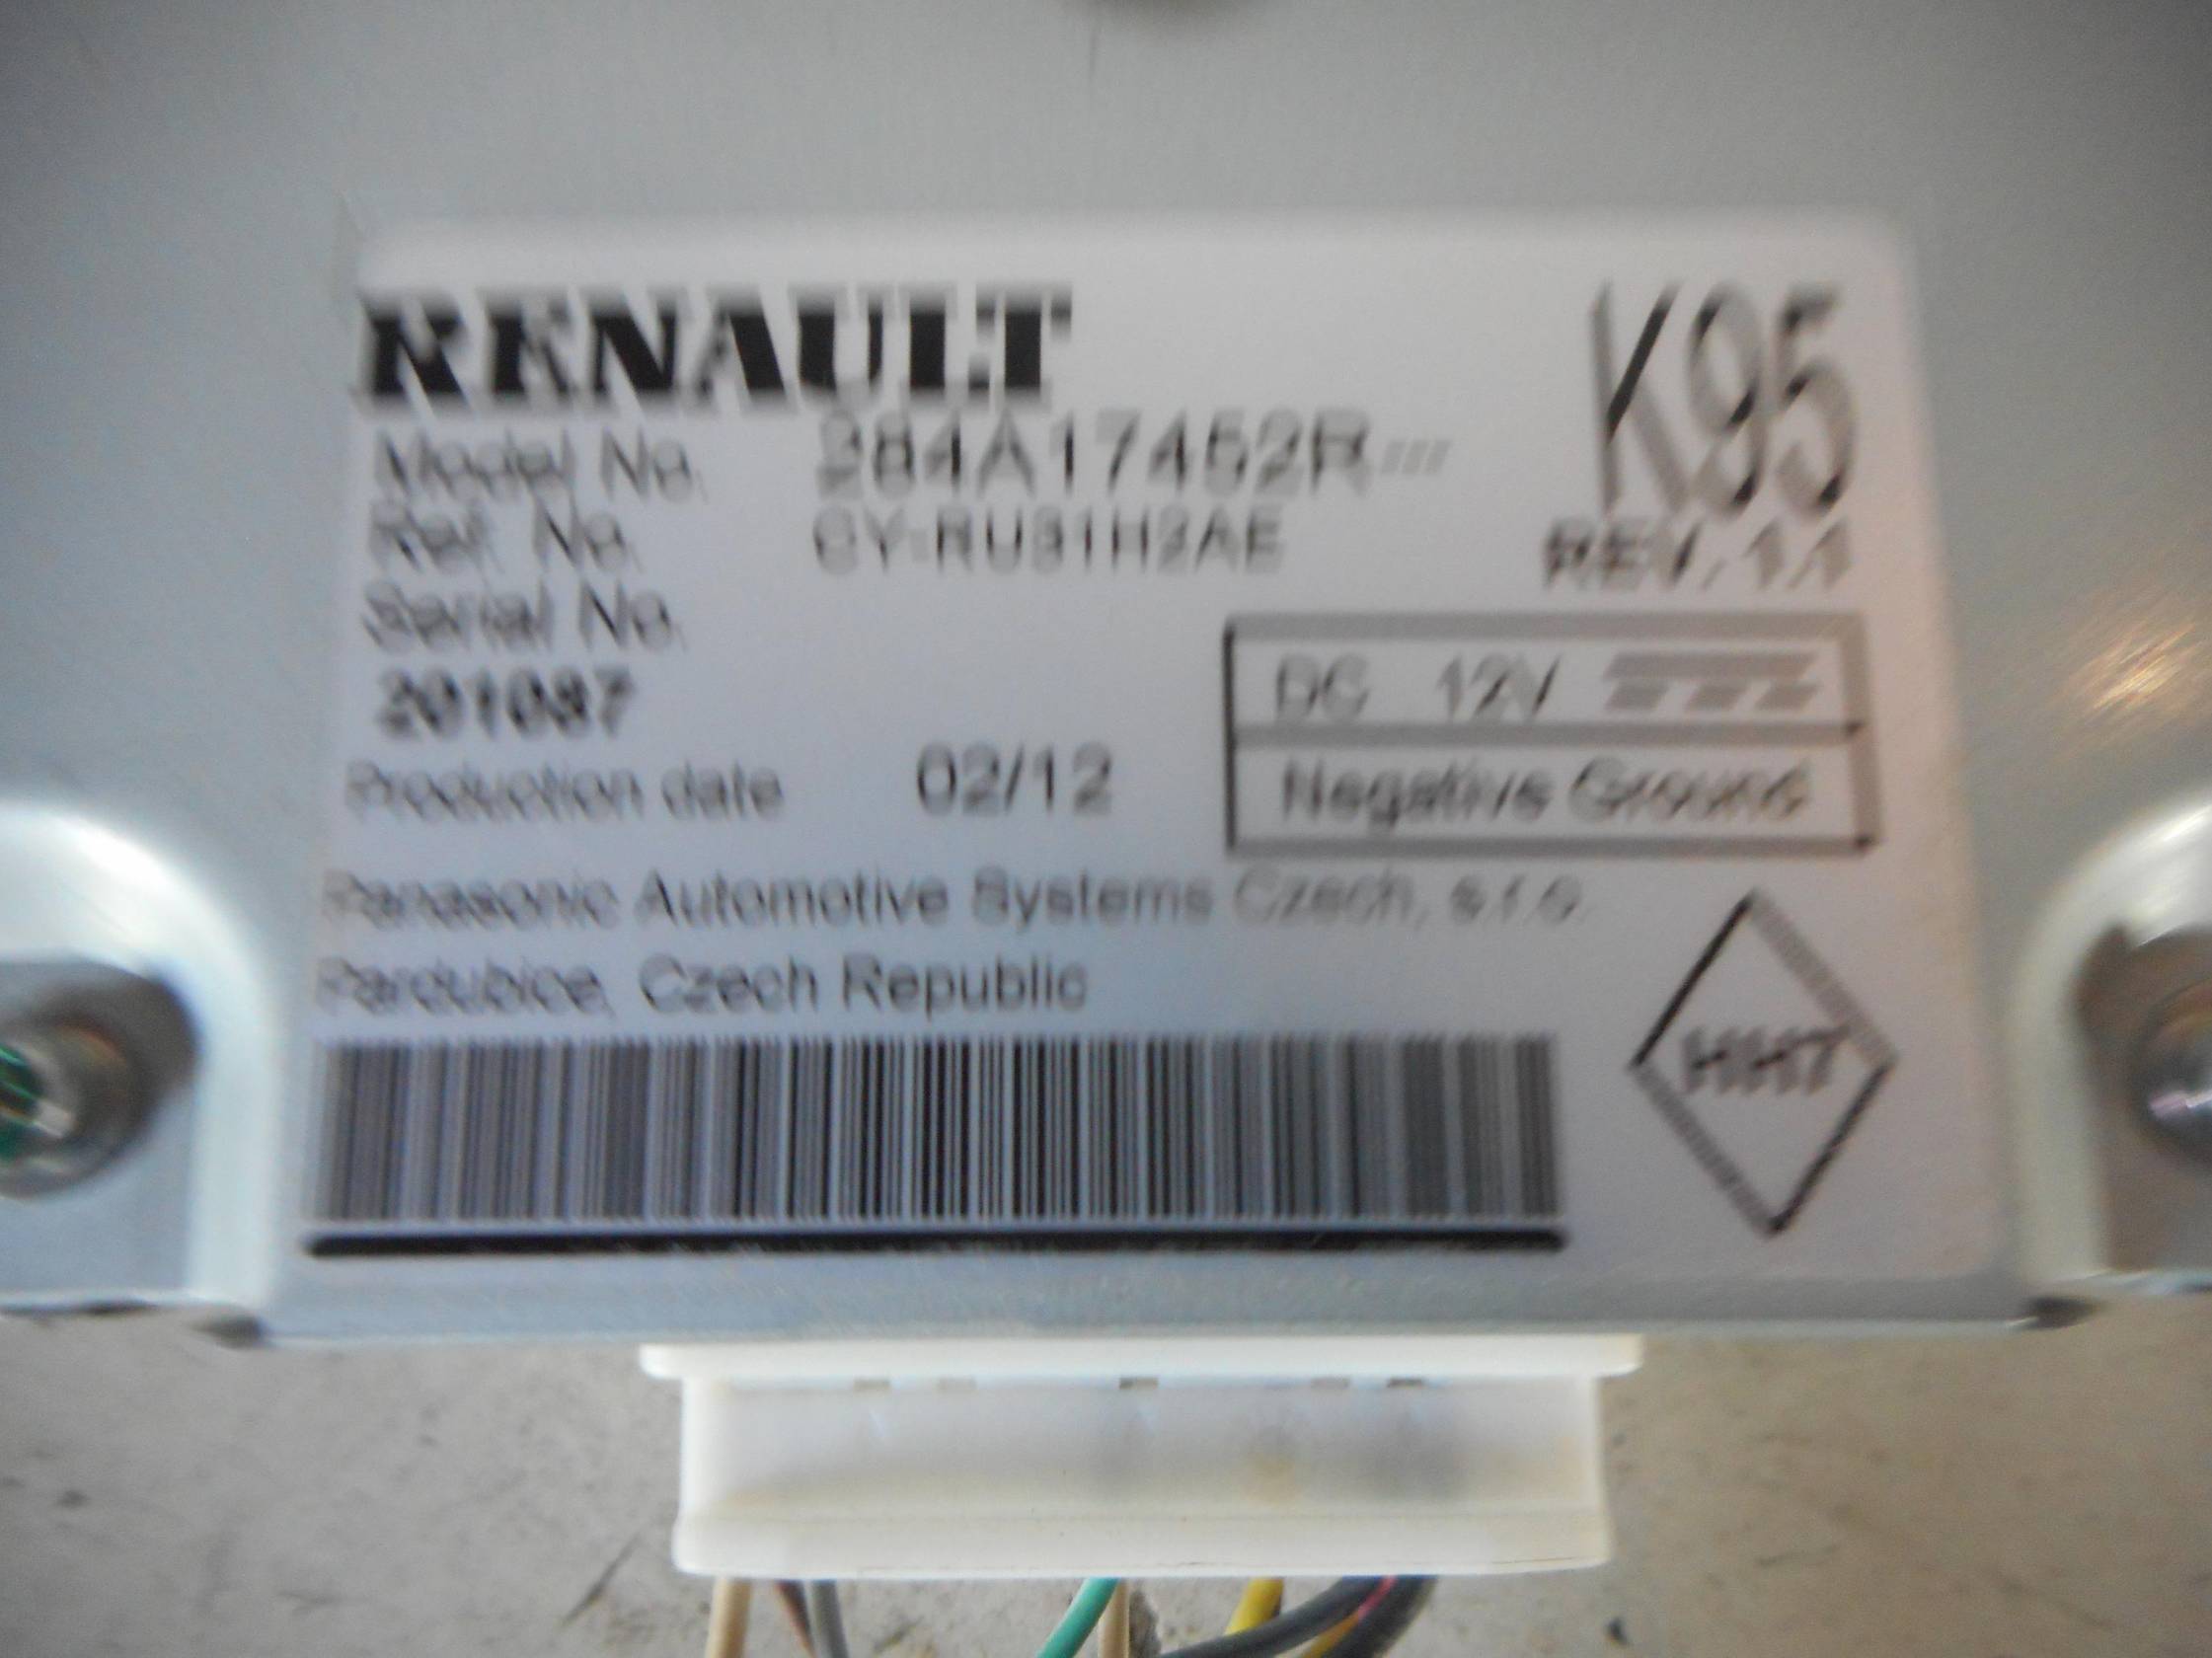 RENAULT
K95
Model No. 284A17452R---
Ref. No. CY-RU31H2AE
REV.1.1
Serial No.
201087
DC 12V
Production date 02/12
Negative Ground
Panasonic Automotive Systems Czech, s.r.o.
Pardubice, Czech Republic